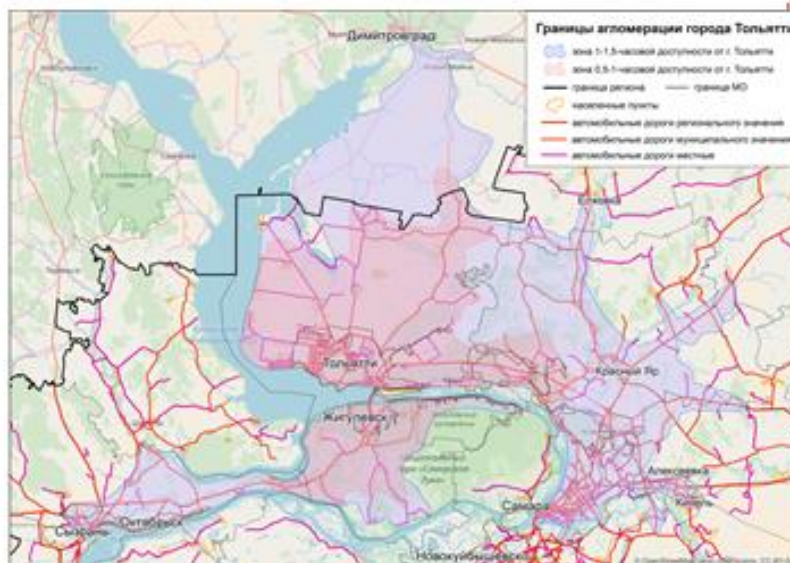 Димитровград
Границы агломерации города Тольятти
зона 1-1,5-часовой доступности от г. Тольятти
зона 0,5-1-часовой доступности от г. Тольятти
граница региона
граница МО
населенные пункты
автомобильные дороги регионального значения
автомобильные дороги муниципального значения
автомобильные дороги местные
Елховка
Тольятти
Красный Яр
Жигулевск
Алексеевка
Кинель
Самара
Октябрьск
Сызрань
Новокуйбышевск